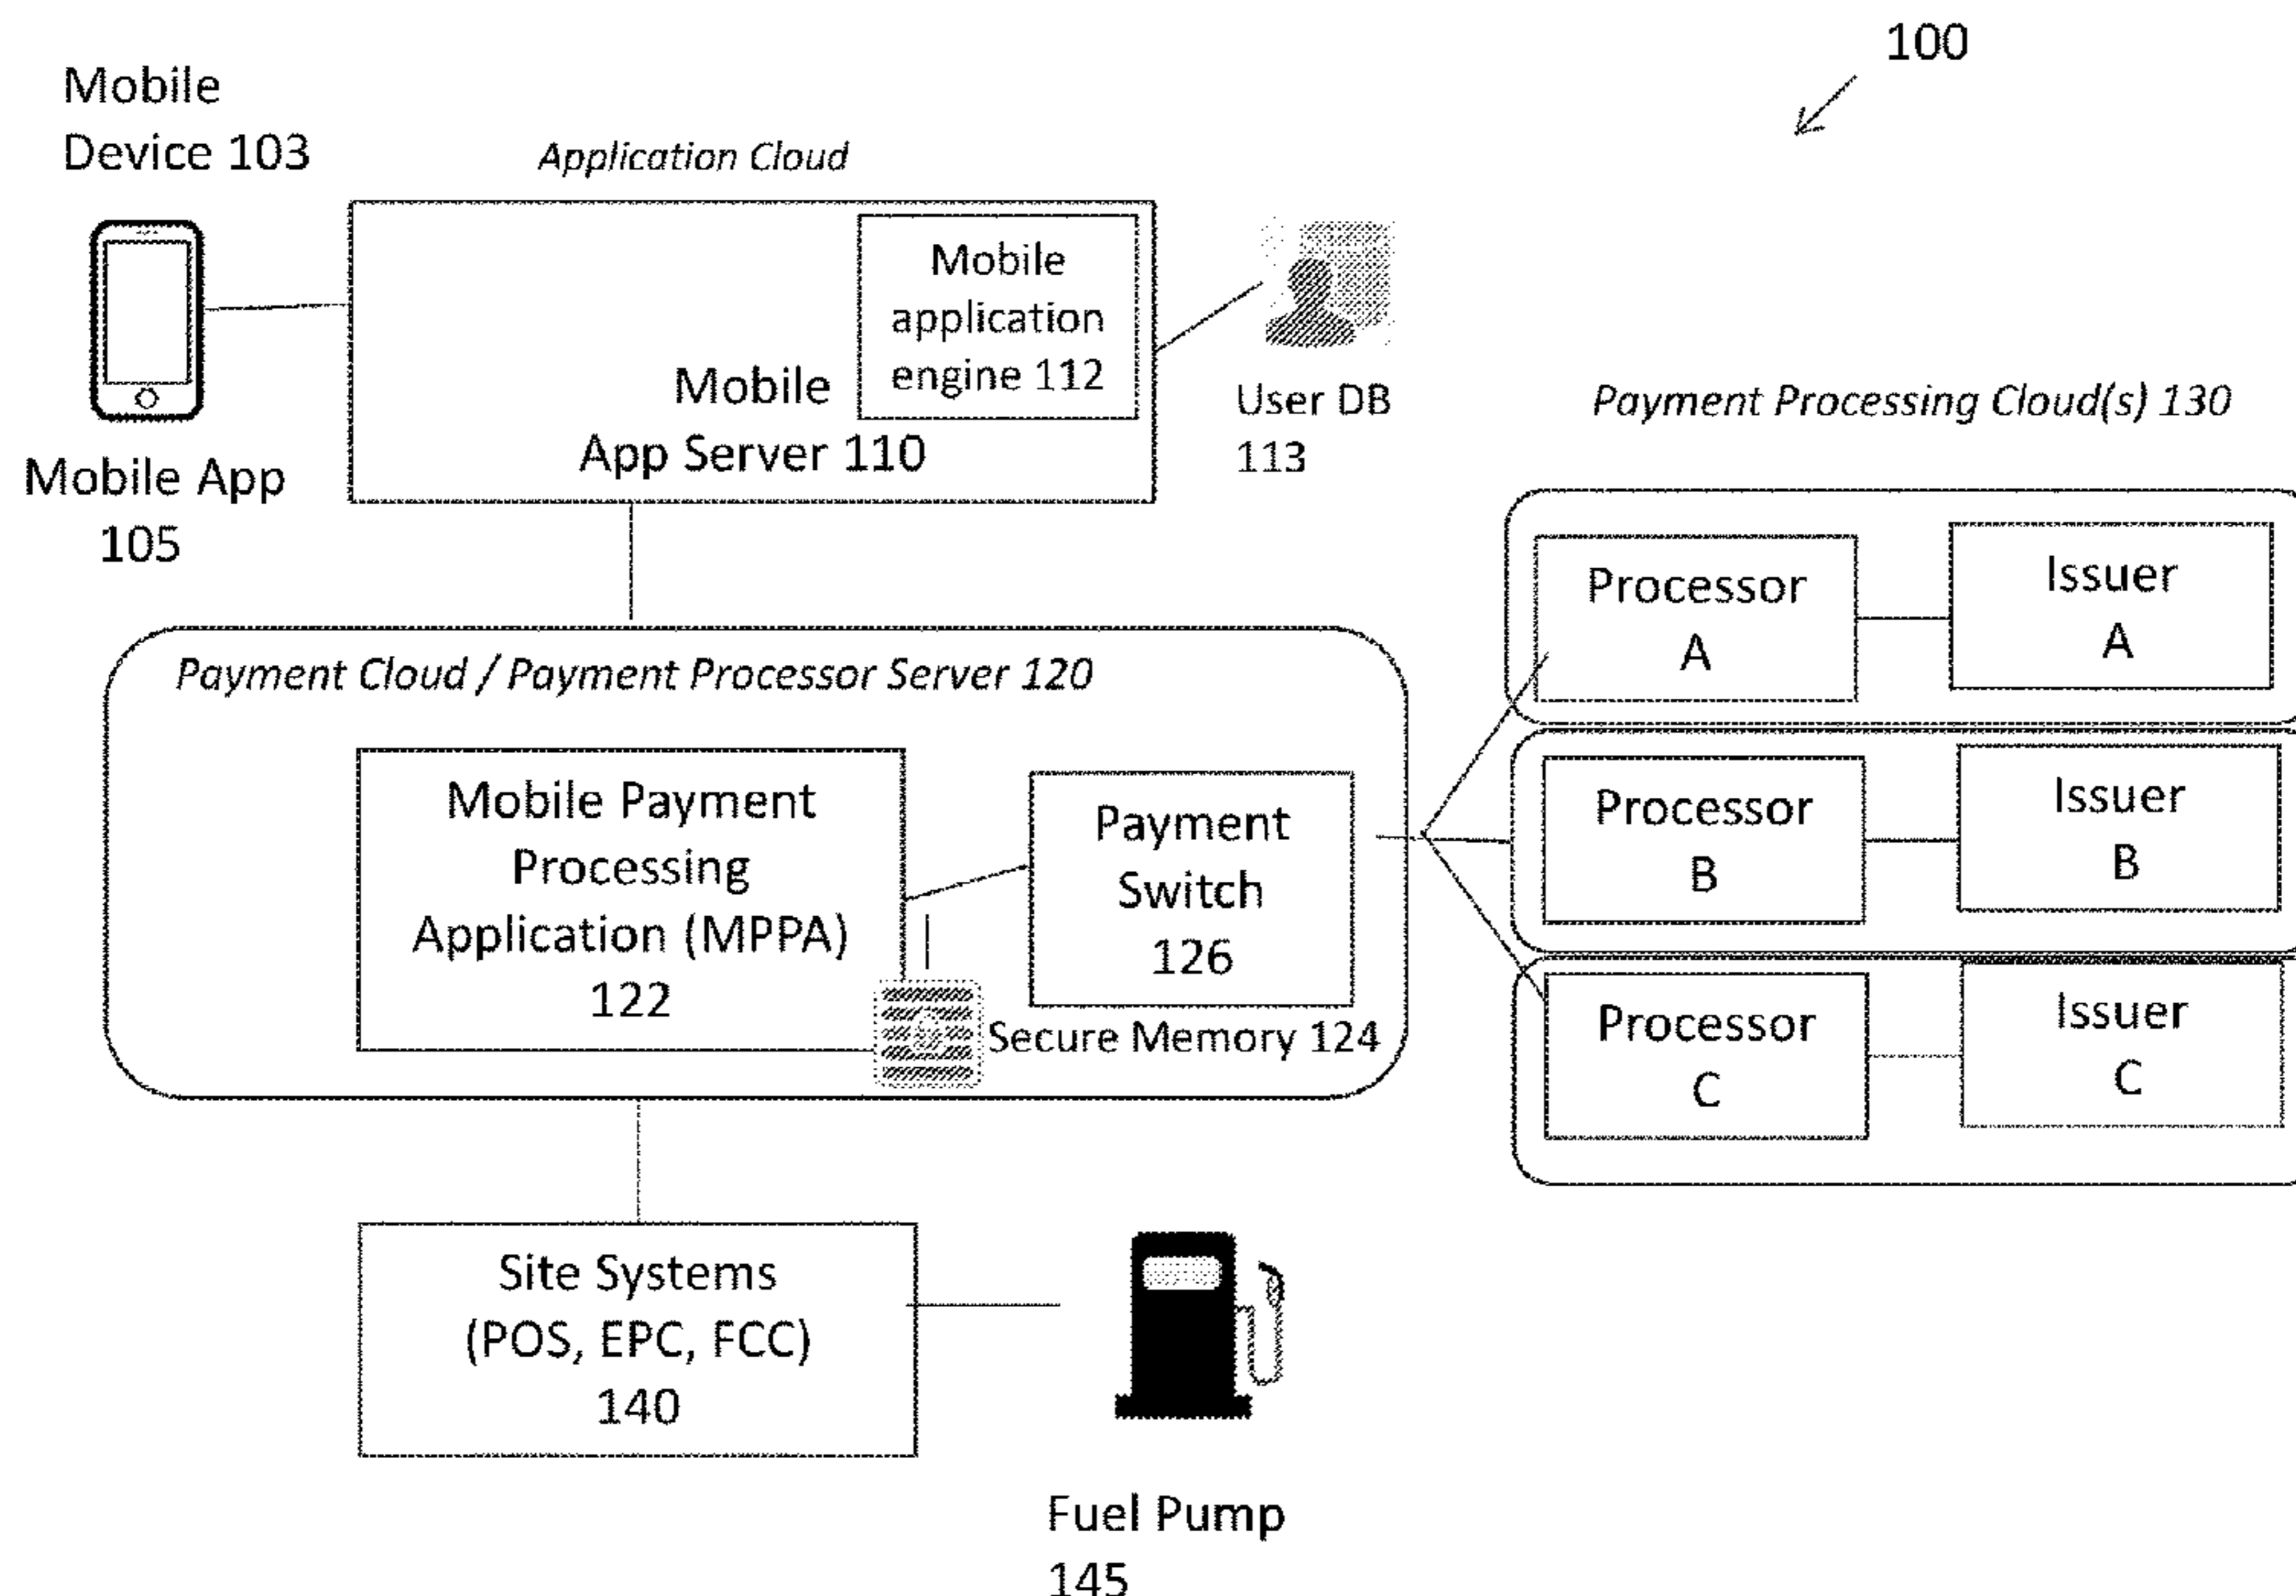 100
Mobile
Device 103
Application Cloud
Mobile
application
engine 112
Mobile
App Server 110
User DB
113
Mobile App
105
Payment Processing Cloud(s) 130
Processor
A
Issuer
A
Payment Cloud / Payment Processor Server 120
Mobile Payment
Processing
Application (MPPA)
122
Payment
Switch
126
Secure Memory 124
Processor
B
Issuer
B
Processor
C
Issuer
C
Site Systems
(POS, EPC, FCC)
140
Fuel Pump
145